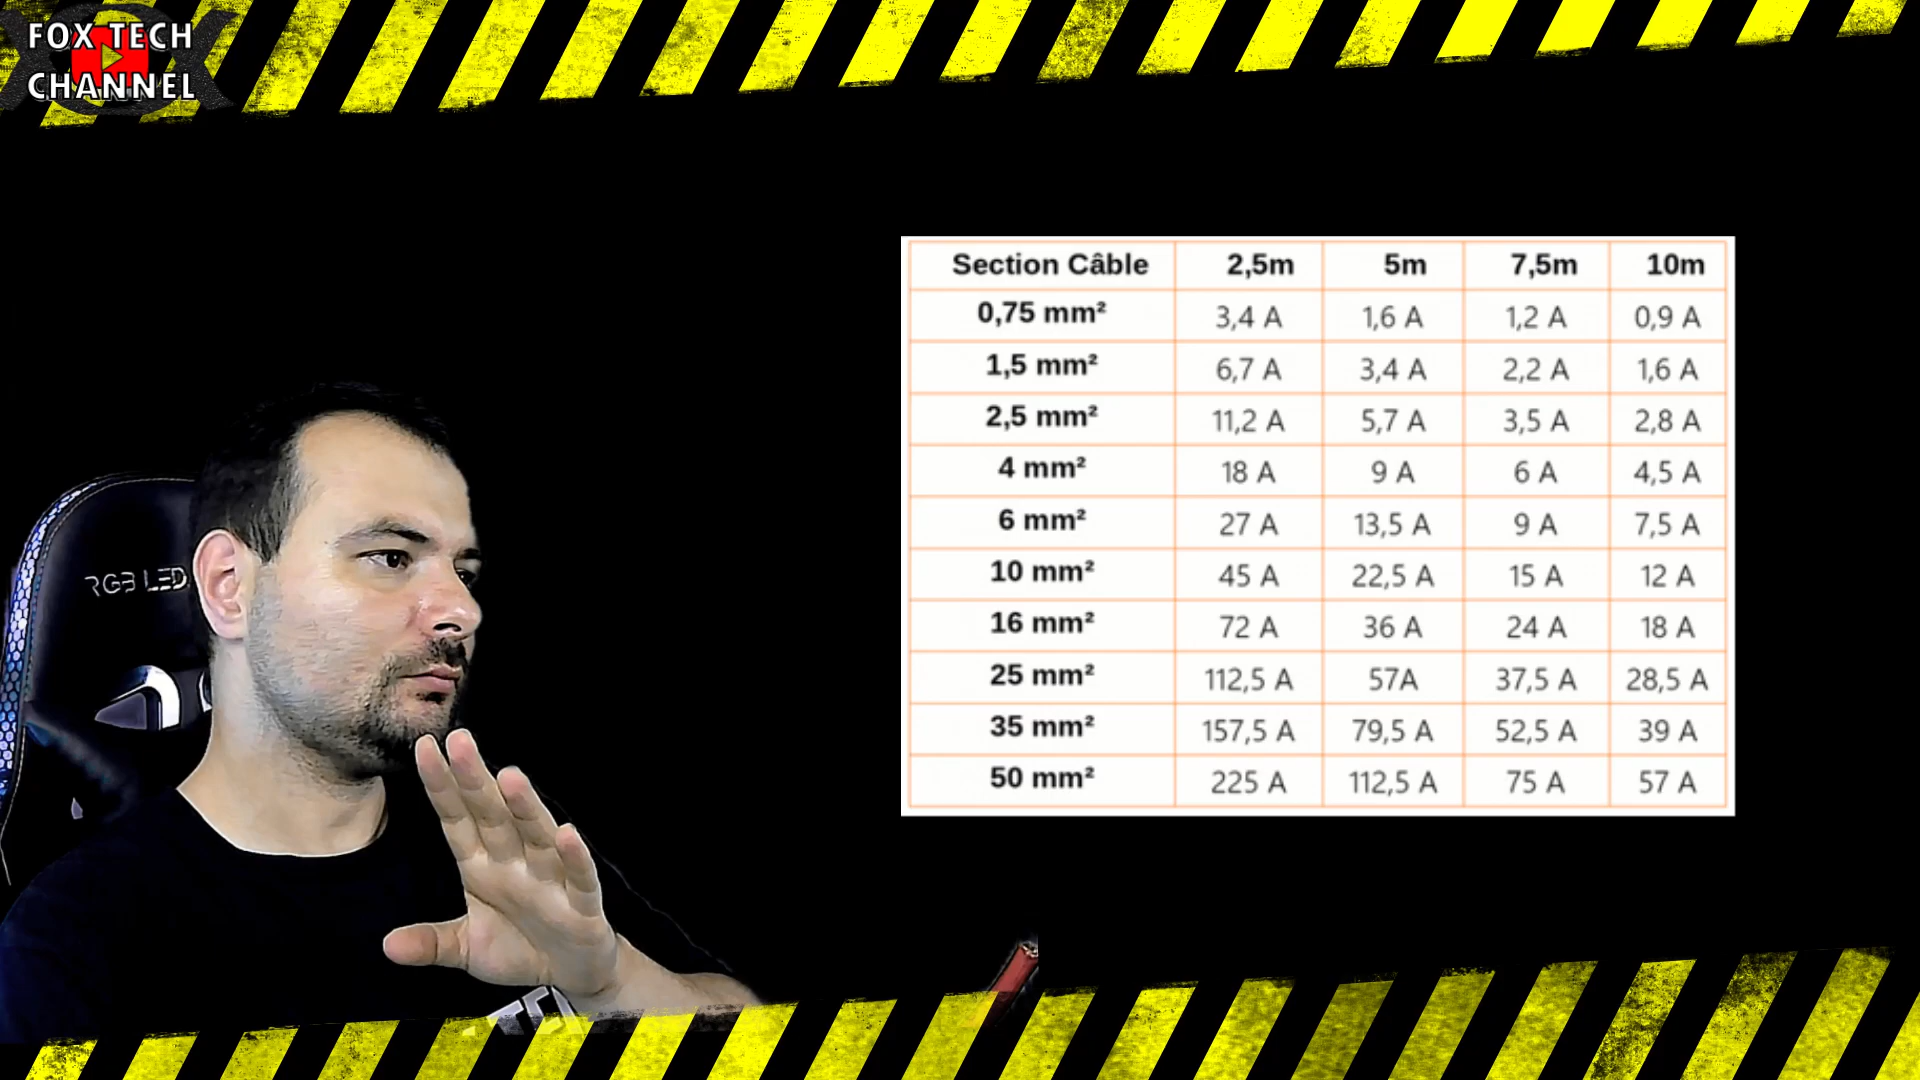 FOX TECH
CHANNEL
RGB LED
Section Câble 2,5m 5m 7,5m 10m
0,75 mm² 3,4 A 1,6 A 1,2 A 0,9 A
1,5 mm² 6,7 A 3,4 A 2,2 A 1,6 A
2,5 mm² 11,2 A 5,7 A 3,5 A 2,8 A
4 mm² 18 A 9 A 6 A 4,5 A
6 mm² 27 A 13,5 A 9 A 7,5 A
10 mm² 45 A 22,5 A 15 A 12 A
16 mm² 72 A 36 A 24 A 18 A
25 mm² 112,5 A 57A 37,5 A 28,5 A
35 mm² 157,5 A 79,5 A 52,5 A 39 A
50 mm² 225 A 112,5 A 75 A 57 A